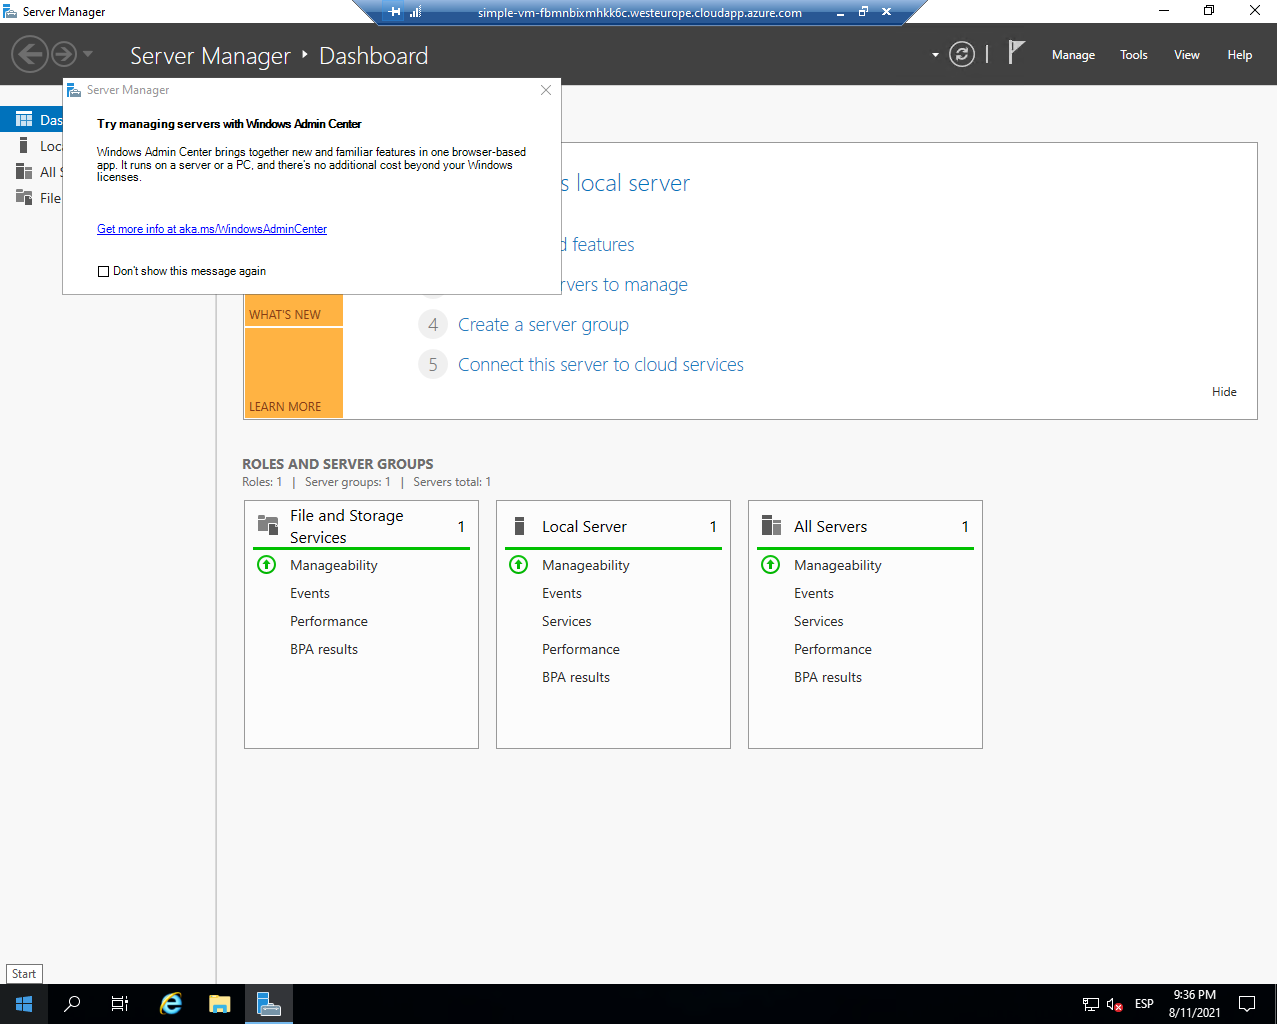 Server Manager
simple-vm-fbmnbixmhkk6c.westeurope.cloudapp.azure.com
Server Manager Dashboard
Manage Tools View Help
Server Manager
Try managing servers with Windows Admin Center
Windows Admin Center brings together new and familiar features in one browser-based
app. It runs on a server or a PC, and there's no additional cost beyond your Windows
licenses.
Get more info at aka.ms/WindowsAdminCenter
Don't show this message again
Das
Loc
All S
File
s local server
d features
rvers to manage
WHAT'S NEW
4 Create a server group
5 Connect this server to cloud services
Hide
LEARN MORE
ROLES AND SERVER GROUPS
Roles: 1 | Server groups: 1 | Servers total: 1
File and Storage
Services
1
Manageability
Events
Performance
BPA results
Local Server 1
Manageability
Events
Services
Performance
BPA results
All Servers 1
Manageability
Events
Services
Performance
BPA results
Start
ESP
9:36 PM
8/11/2021